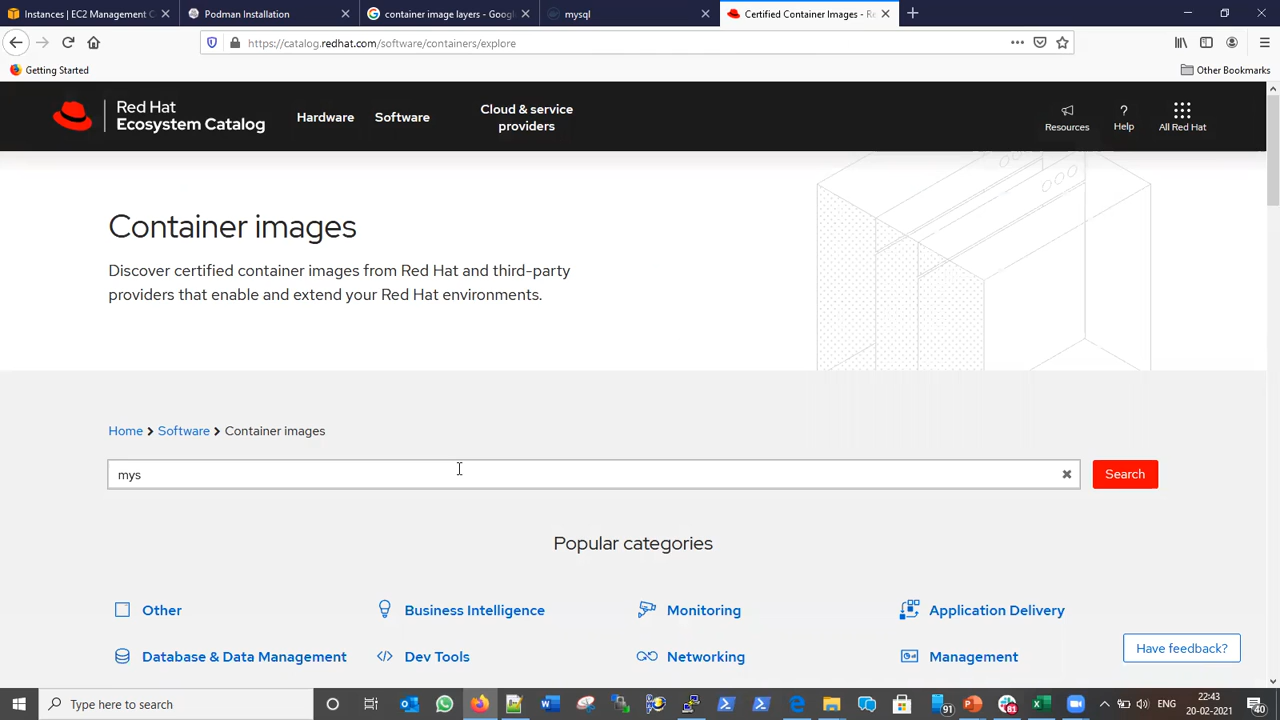 Instances | EC2 Management C
Podman Installation
container image layers - Googl
mysql
Certified Container Images - Re
https://catalog.redhat.com/software/containers/explore
Getting Started
Other Bookmarks
Red Hat
Ecosystem Catalog
Hardware
Software
Cloud & service
providers
Resources
Help
All Red Hat
Container images
Discover certified container images from Red Hat and third-party
providers that enable and extend your Red Hat environments.
Home > Software > Container images
mys
Search
Popular categories
Other
Business Intelligence
Monitoring
Application Delivery
Database & Data Management
Dev Tools
Networking
Management
Have feedback?
Type here to search
91
61
ENG
22:43
20-02-2021
40